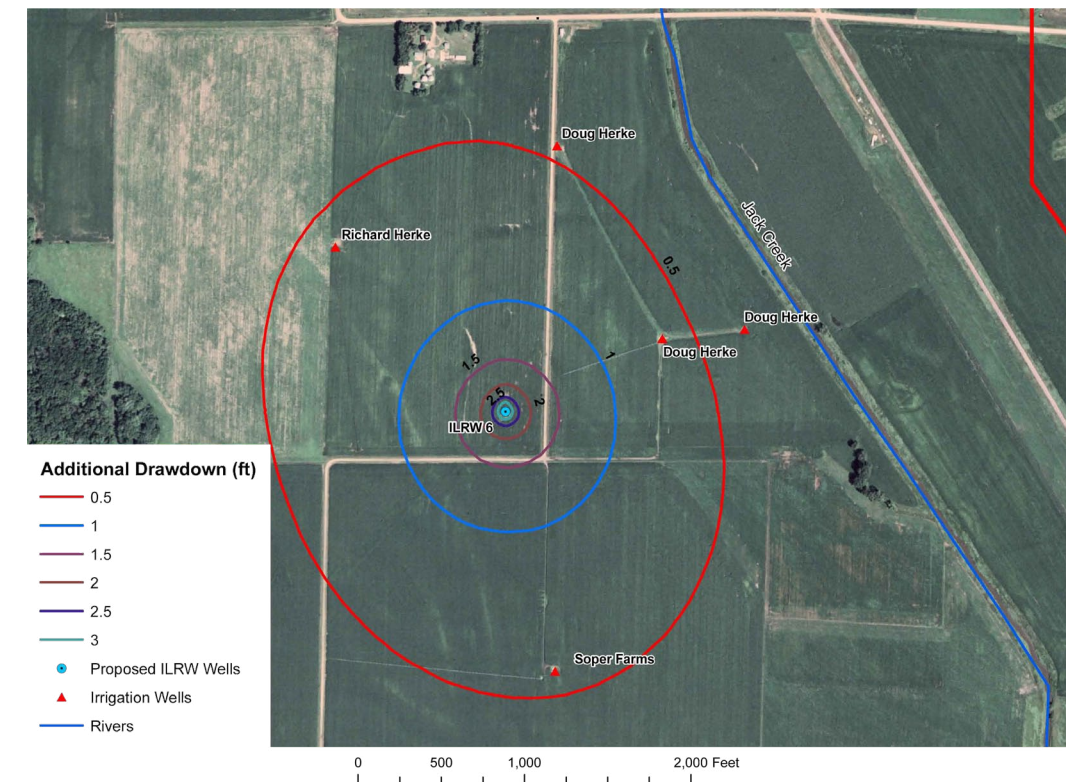 Doug Herke
Jack Creek
Richard Herke
0.5
Doug Herke
Doug Herke
1
1.5
2.5
2
ILRW 6
Additional Drawdown (ft)
0.5
1
1.5
2
2.5
3
Proposed ILRW Wells
Irrigation Wells
Rivers
Soper Farms
0 500 1,000 2,000 Feet